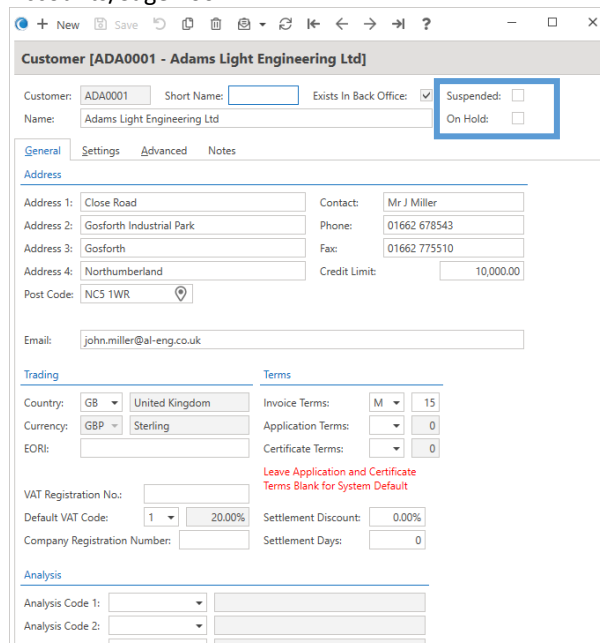 + New Save ?
Customer [ADA0001 - Adams Light Engineering Ltd]
Customer: ADA0001 Short Name: Exists In Back Office: Suspended:
Name: Adams Light Engineering Ltd On Hold:
General Settings Advanced Notes
Address
Address 1: Close Road Contact: Mr J Miller
Address 2: Gosforth Industrial Park Phone: 01662 678543
Address 3: Gosforth Fax: 01662 775510
Address 4: Northumberland Credit Limit: 10,000.00
Post Code: NC5 1WR
Email: john.miller@al-eng.co.uk
Trading Terms
Country: GB United Kingdom Invoice Terms: M 15
Currency: GBP Sterling Application Terms: 0
EORI: Certificate Terms: 0
Leave Application and Certificate
Terms Blank for System Default
VAT Registration No.:
Default VAT Code: 1 20.00% Settlement Discount: 0.00%
Company Registration Number: Settlement Days: 0
Analysis
Analysis Code 1:
Analysis Code 2: